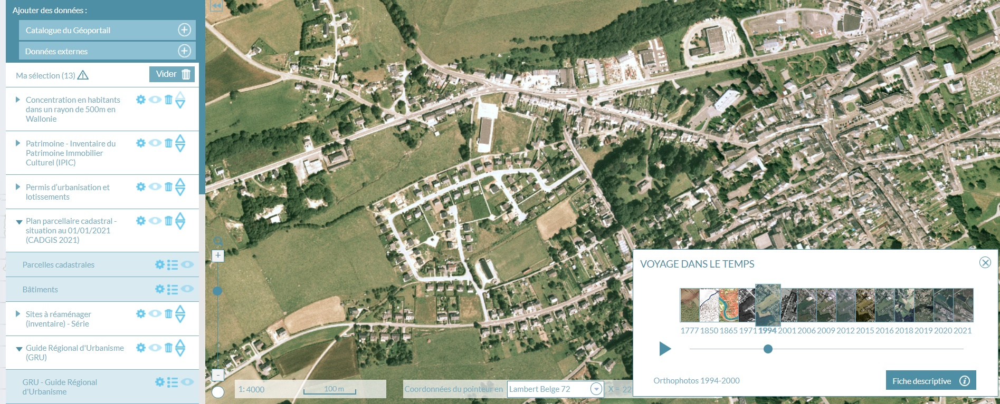 Ajouter des données :
Catalogue du Géoportail
Données externes
Ma sélection (13)
Vider
Concentration en habitants
dans un rayon de 500m en
Wallonie
Patrimoine - Inventaire du
Patrimoine Immobilier
Culturel (IPIC)
Permis d'urbanisation et
lotissements
Plan parcellaire cadastral -
situation au 01/01/2021
(CADGIS 2021)
Parcelles cadastrales
Bâtiments
Sites à réaménager
(inventaire) - Série
Guide Régional d'Urbanisme
(GRU)
GRU - Guide Régional
d'Urbanisme
+
-
1: 4000
100 m
Coordonnées du pointeur en
Lambert Belge 72
X = 22
VOYAGE DANS LE TEMPS
1777 1850 1865 1971 1994 2001 2006 2009 2012 2015 2016 2018 2019 2020 2021
Orthophotos 1994-2000
Fiche descriptive